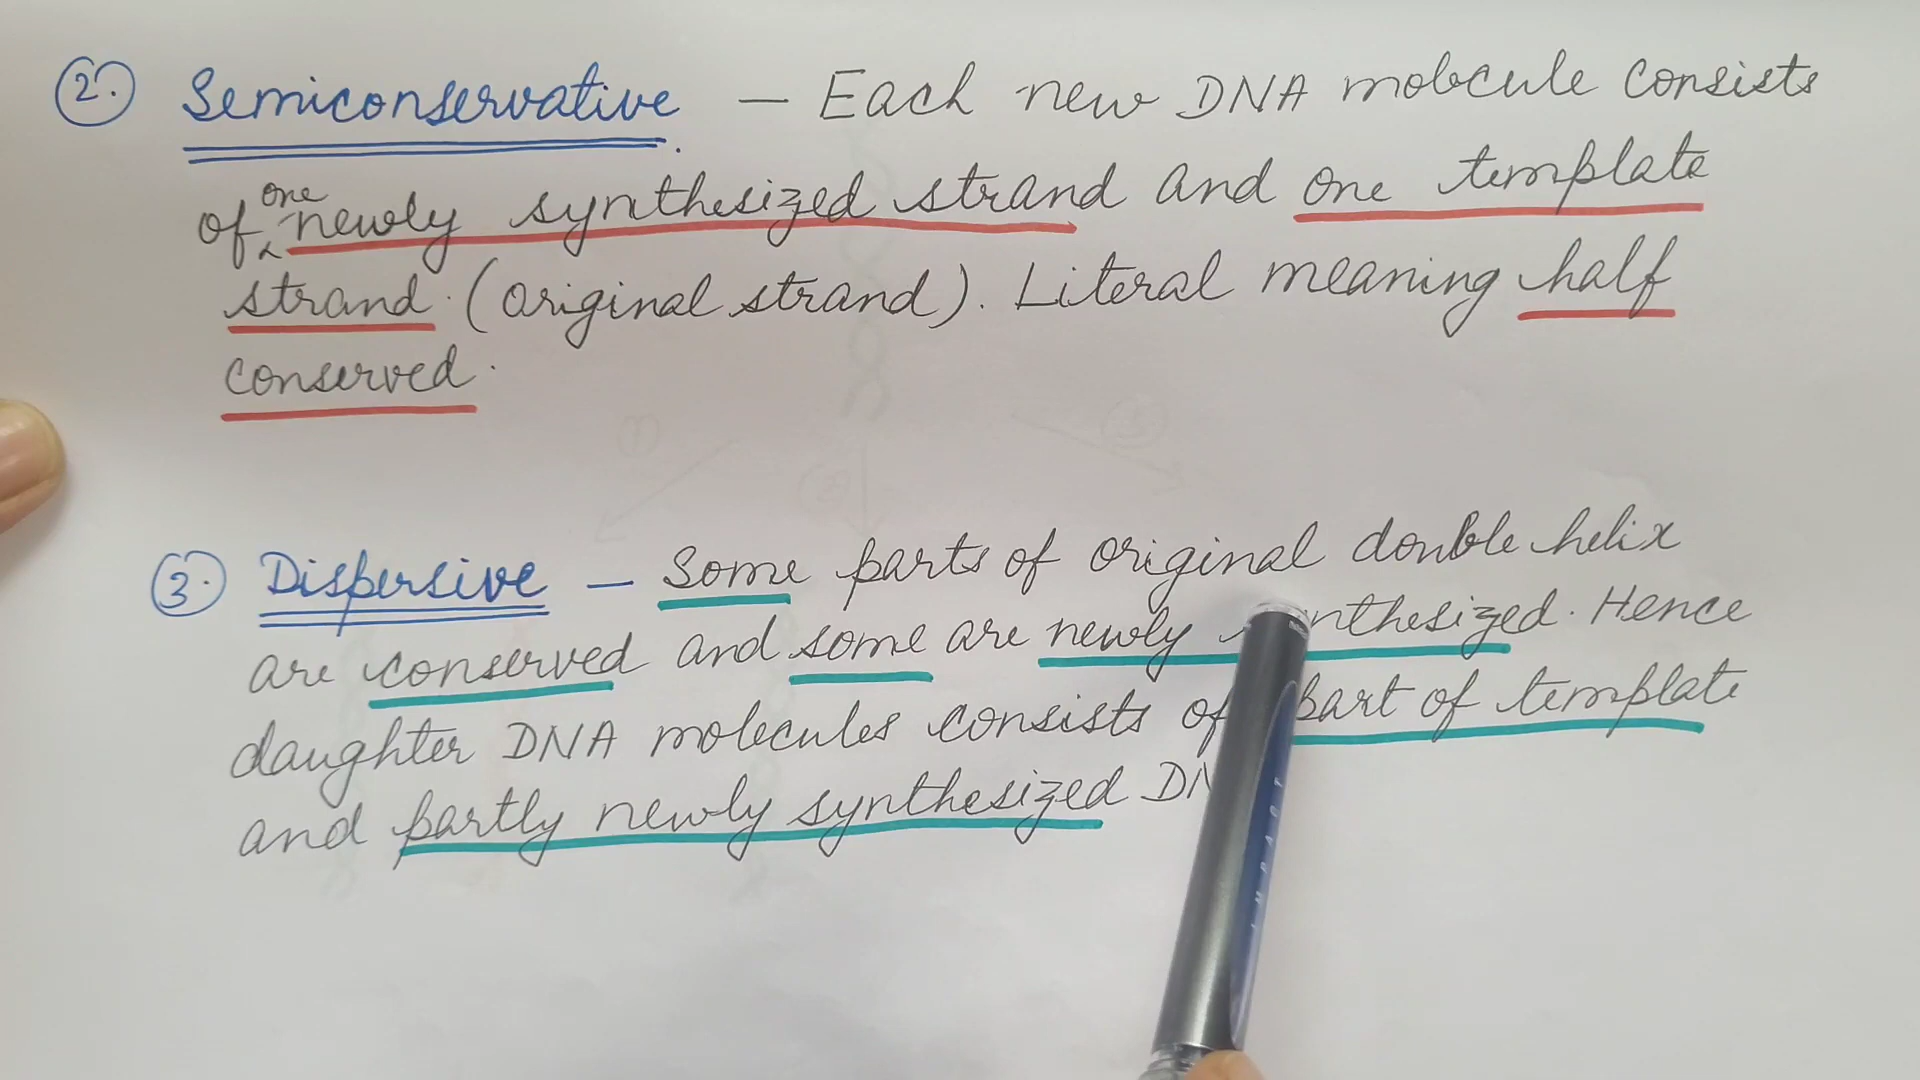 2. Semiconservative. — Each new DNA molecule consists
of one newly synthesized strand and one template
strand. (original strand). Literal meaning half
conserved.
3. Dispersive — Some parts of original double helix
are conserved and some are newly synthesized. Hence
daughter DNA molecules consists of part of template
and partly newly synthesized